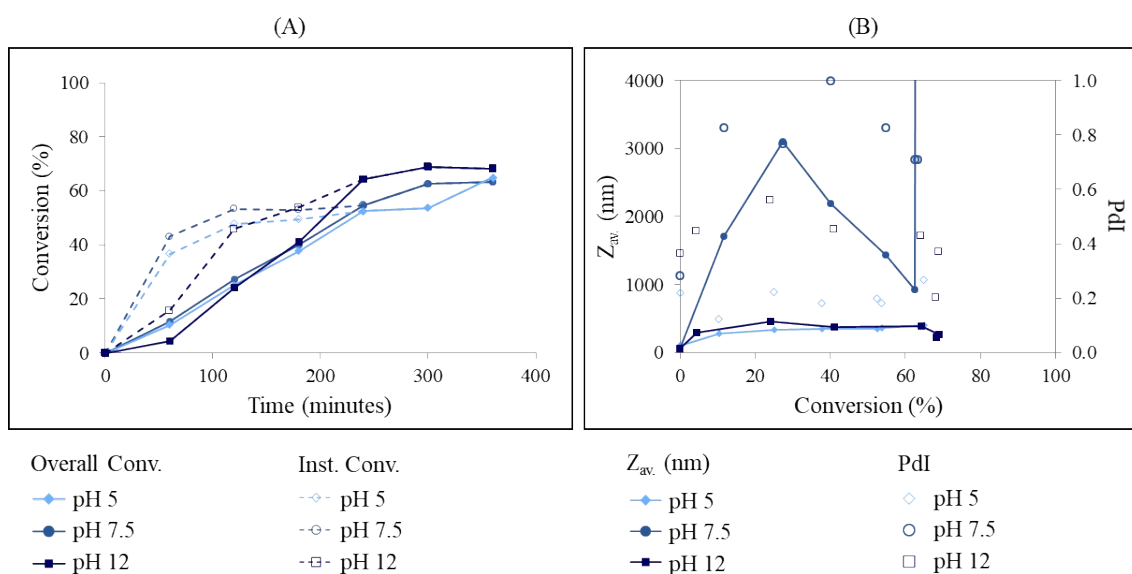 (A)
(B)
100
80
60
40
20
0
0
100
200
300
400
Conversion (%)
Time (minutes)
4000
3000
2000
1000
0
Z_av. (nm)
1.0
0.8
0.6
0.4
0.2
0.0
PdI
0
20
40
60
80
100
Conversion (%)
Overall Conv.
pH 5
pH 7.5
pH 12
Inst. Conv.
pH 5
pH 7.5
pH 12
Zav. (nm)
pH 5
pH 7.5
pH 12
PdI
pH 5
pH 7.5
pH 12